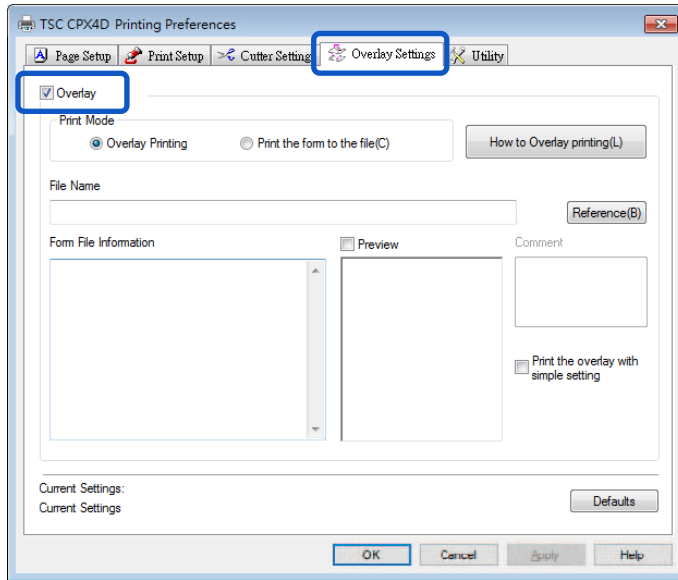 TSC CPX4D Printing Preferences
Page Setup Print Setup Cutter Setting Overlay Settings Utility
Overlay
Print Mode
Overlay Printing Print the form to the file(C) How to Overlay printing(L)
File Name
Reference(B)
Form File Information Preview Comment
Print the overlay with
simple setting
Current Settings:
Current Settings Defaults
OK Cancel Apply Help